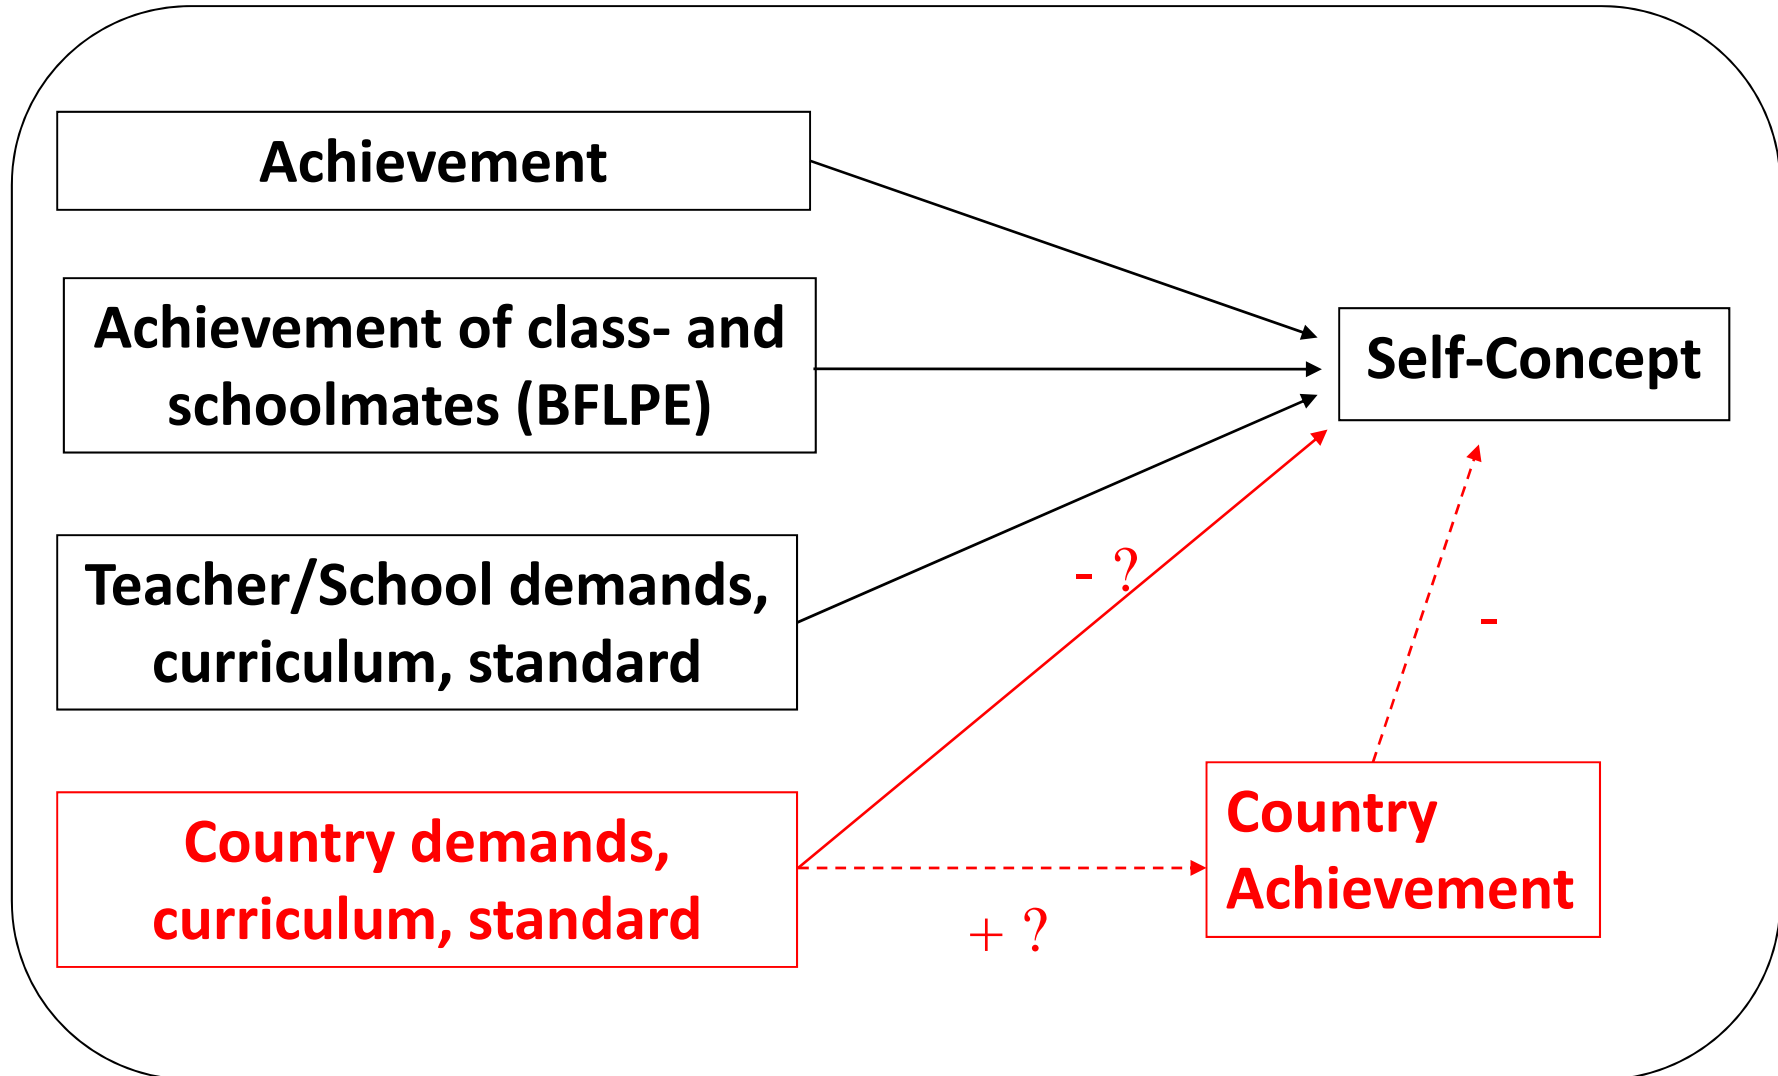 Achievement
Achievement of class- and
schoolmates (BFLPE)
Self-Concept
Teacher/School demands,
curriculum, standard
- ?
-
Country demands,
curriculum, standard
+ ?
Country
Achievement